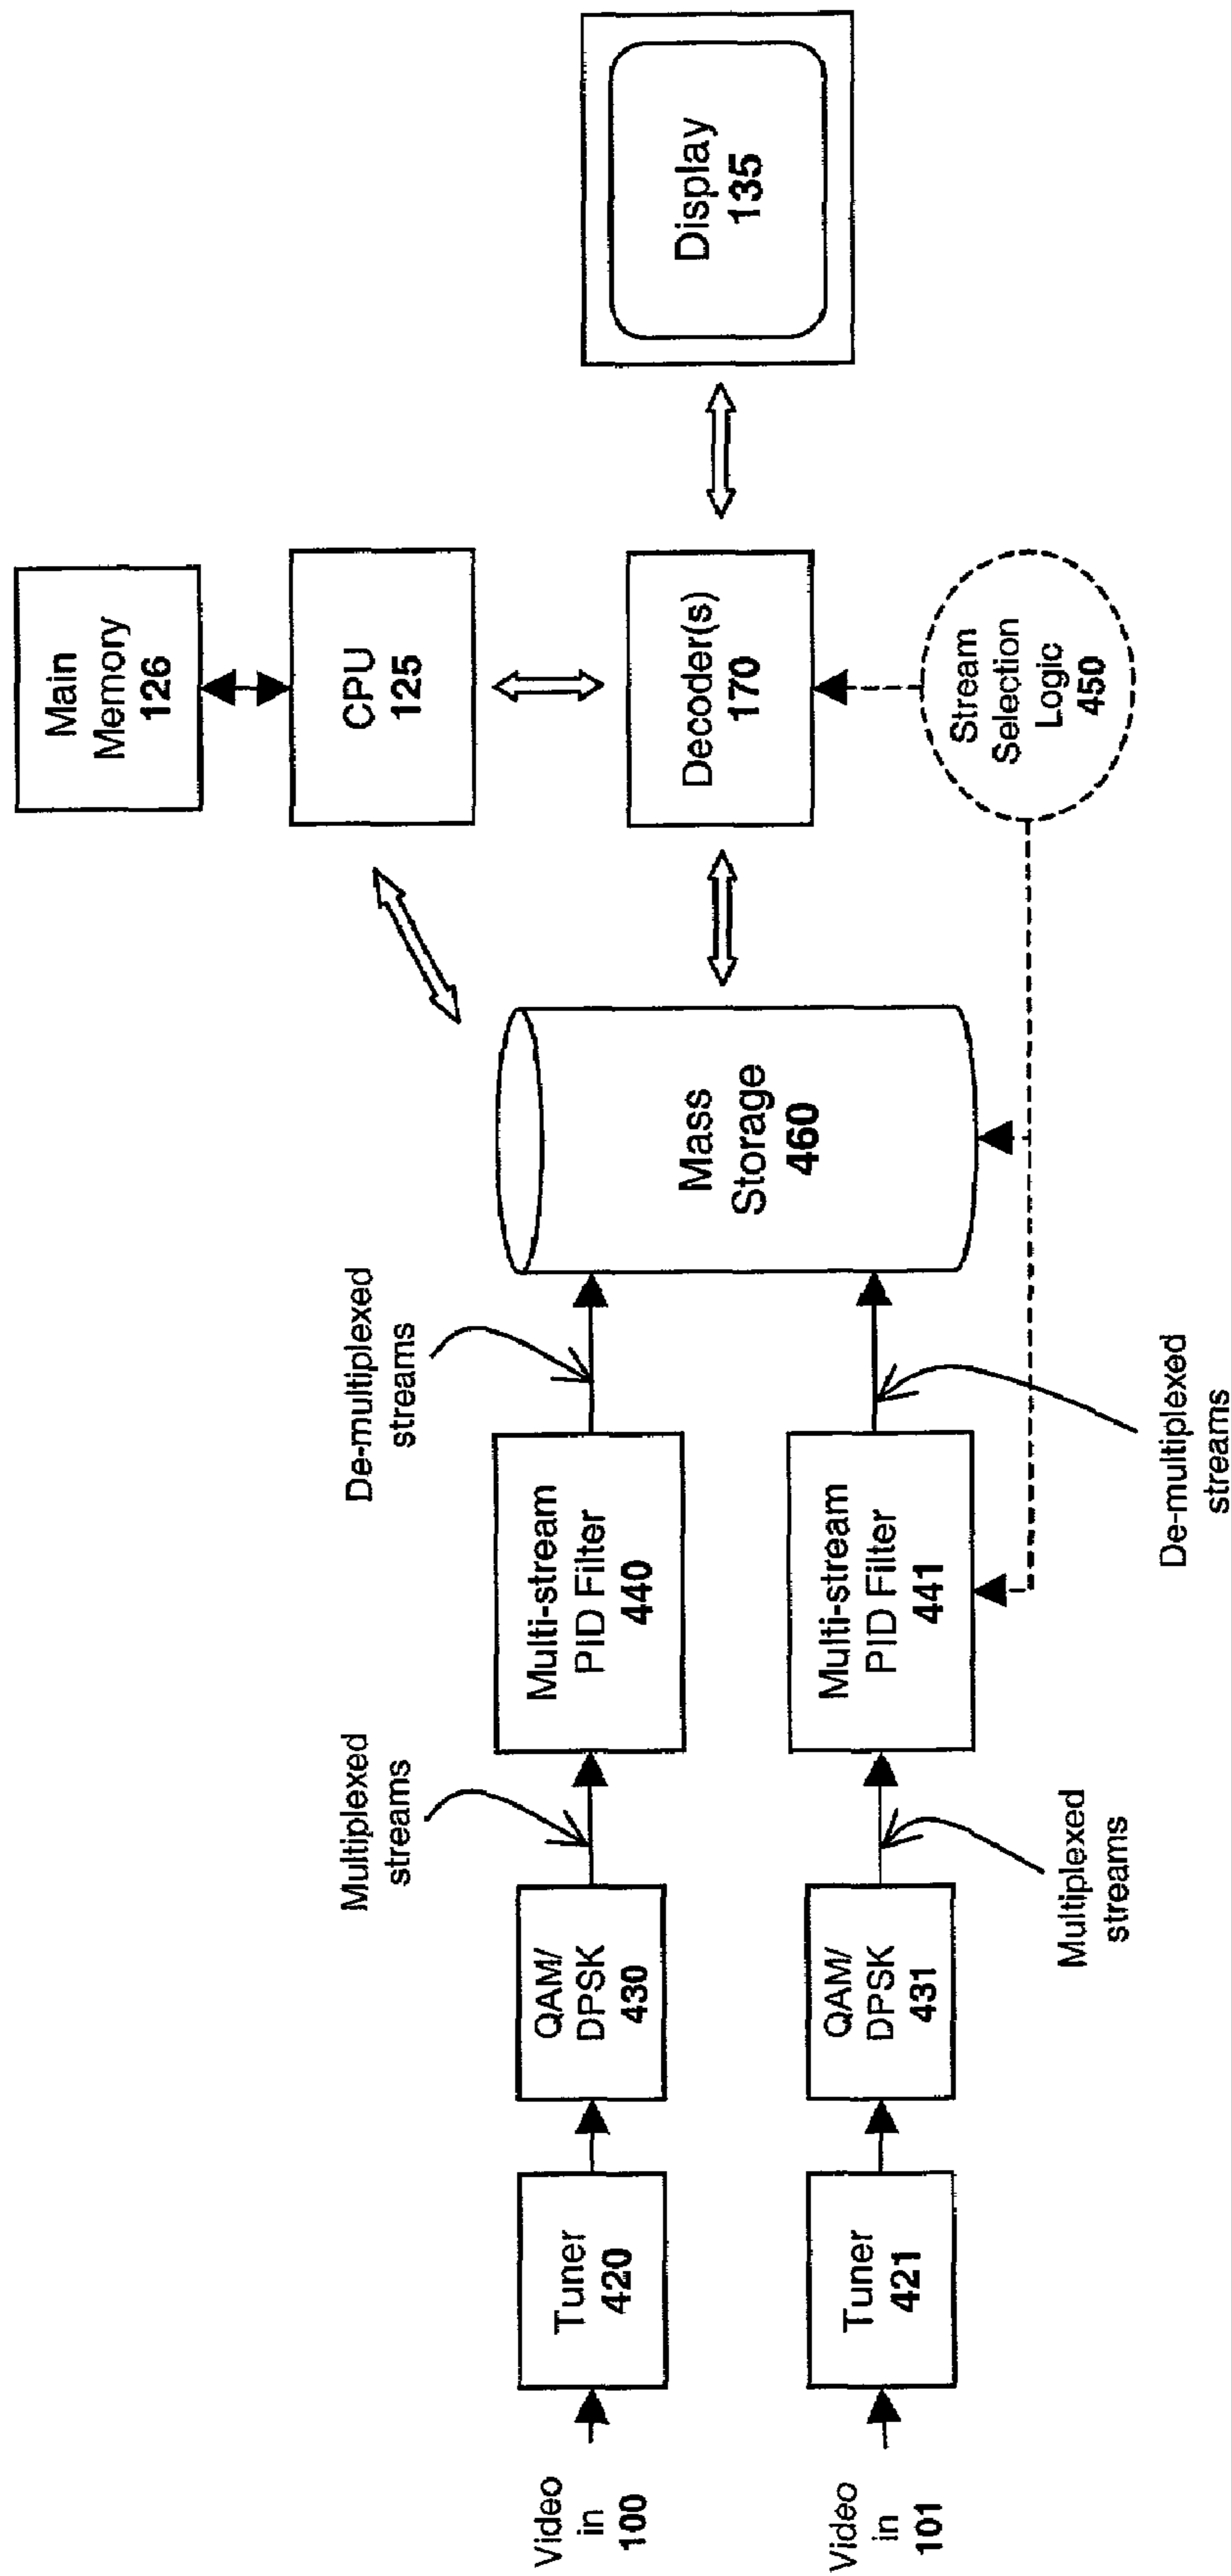 Main
Memory
126
CPU
125
Display
135
Decoder(s)
170
Stream
Selection
Logic
450
Mass
Storage
460
De-multiplexed
streams
De-multiplexed
streams
Multi-stream
PID Filter
440
Multi-stream
PID Filter
441
Multiplexed
streams
Multiplexed
streams
QAM/
DPSK
430
QAM/
DPSK
431
Tuner
420
Tuner
421
Video
in
100
Video
in
101